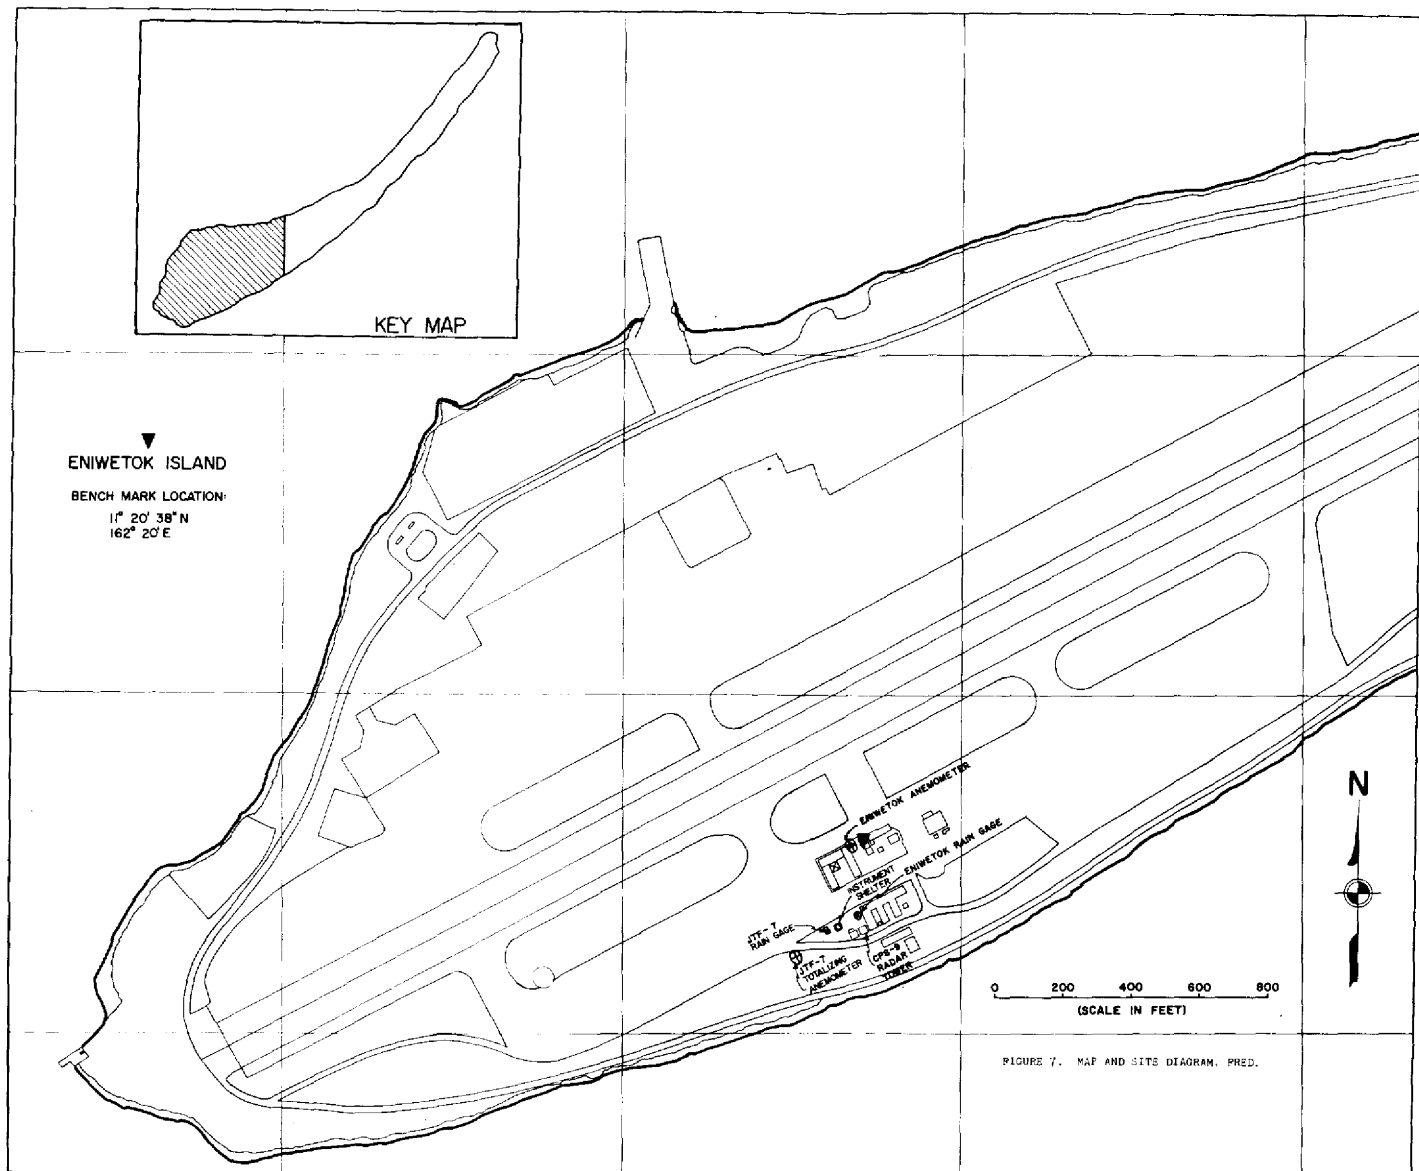 KEY MAP
ENIWETOK ISLAND
BENCH MARK LOCATION:
11° 20' 38" N
162° 20' E
ENIWETOK ANEMOMETER
ENIWETOK RAIN GAGE
INSTRUMENT
SHELTER
JTF-7
RAIN GAGE
JTF-7
TOTALIZING
ANEMOMETER
CPS-9
RADAR
TOWER
N
0 200 400 600 800
(SCALE IN FEET)
FIGURE 7. MAP AND SITE DIAGRAM, FRED.